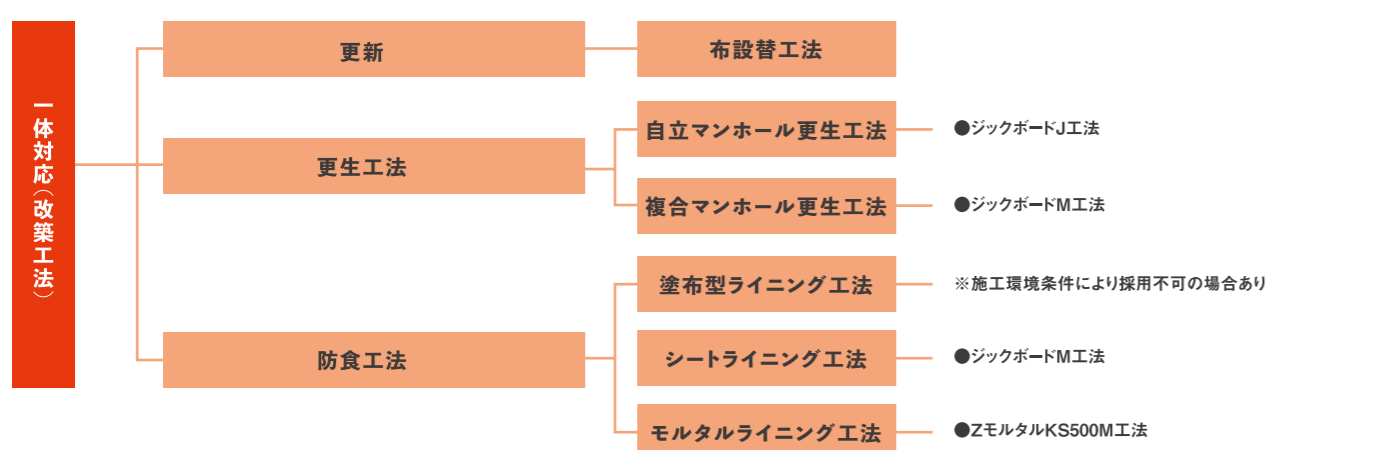 一体対応(改築工法)
更新
布設替工法
更生工法
自立マンホール更生工法
●ジックボードJ工法
複合マンホール更生工法
●ジックボードM工法
防食工法
塗布型ライニング工法
※施工環境条件により採用不可の場合あり
シートライニング工法
●ジックボードM工法
モルタルライニング工法
●ZモルタルKS500M工法